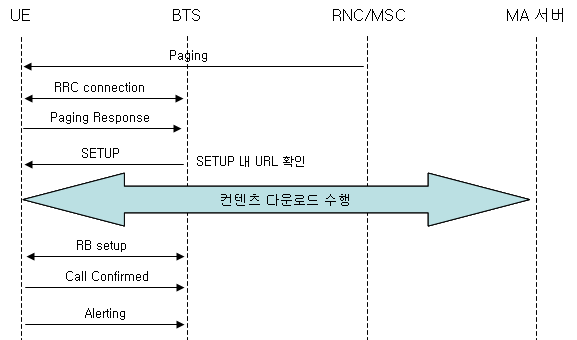 UE BTS RNC/MSC MA 서버
Paging
RRC connection
Paging Response
SETUP SETUP 내 URL 확인
컨텐츠 다운로드 수행
RB setup
Call Confirmed
Alerting